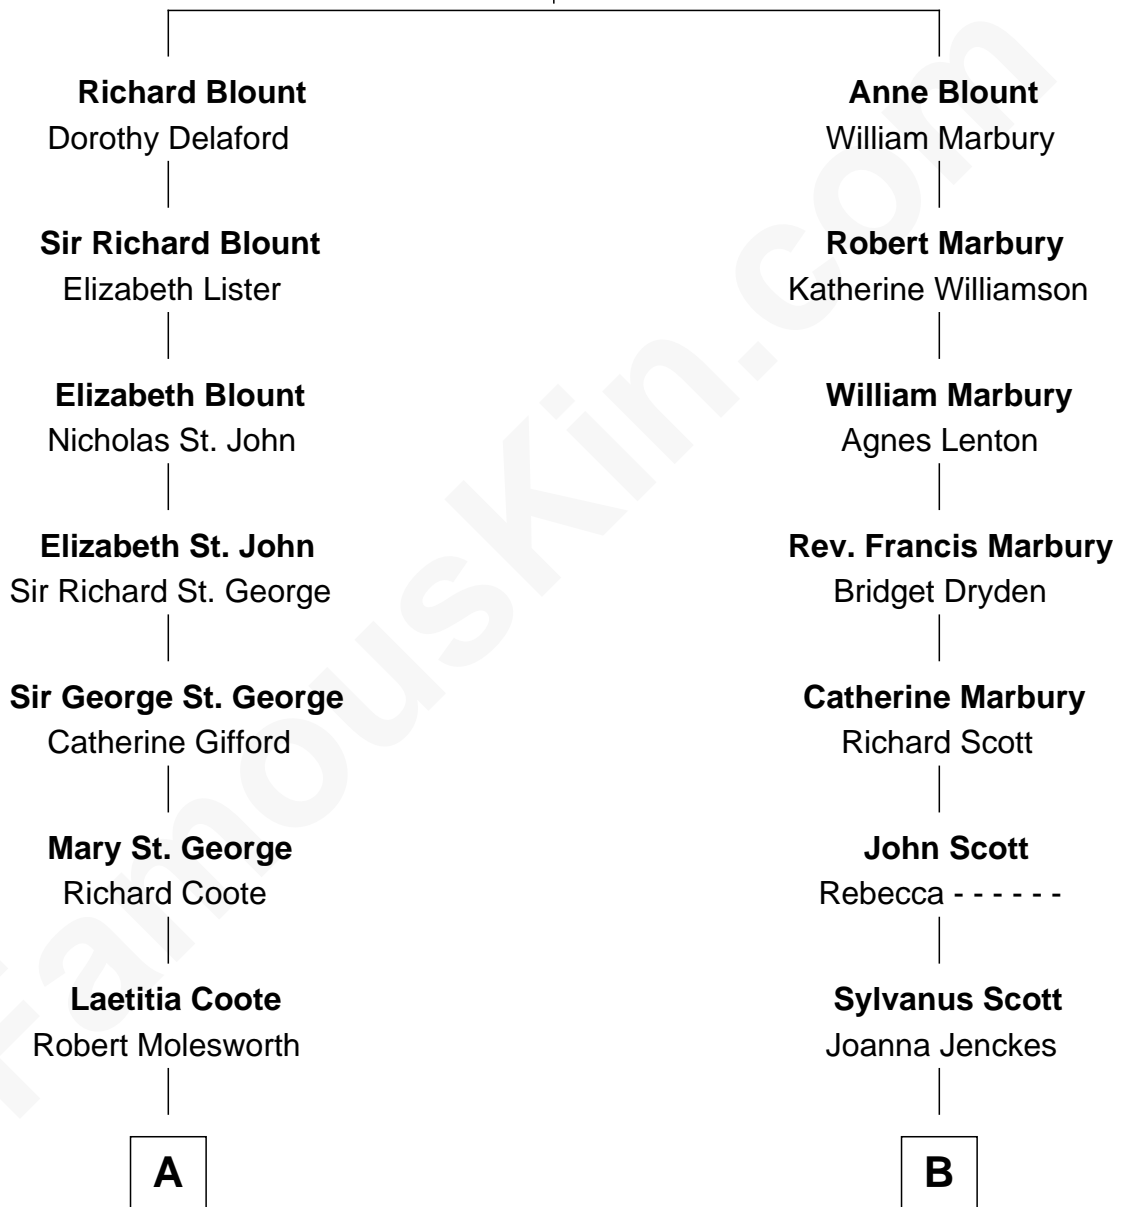 Richard Blount
Dorothy Delaford
Sir Richard Blount
Elizabeth Lister
Elizabeth Blount
Nicholas St. John
Elizabeth St. John
Sir Richard St. George
Sir George St. George
Catherine Gifford
Mary St. George
Richard Coote
Laetitia Coote
Robert Molesworth
A
Anne Blount
William Marbury
Robert Marbury
Katherine Williamson
William Marbury
Agnes Lenton
Rev. Francis Marbury
Bridget Dryden
Catherine Marbury
Richard Scott
John Scott
Rebecca - - - - - -
Sylvanus Scott
Joanna Jenckes
B
FamousKin.com